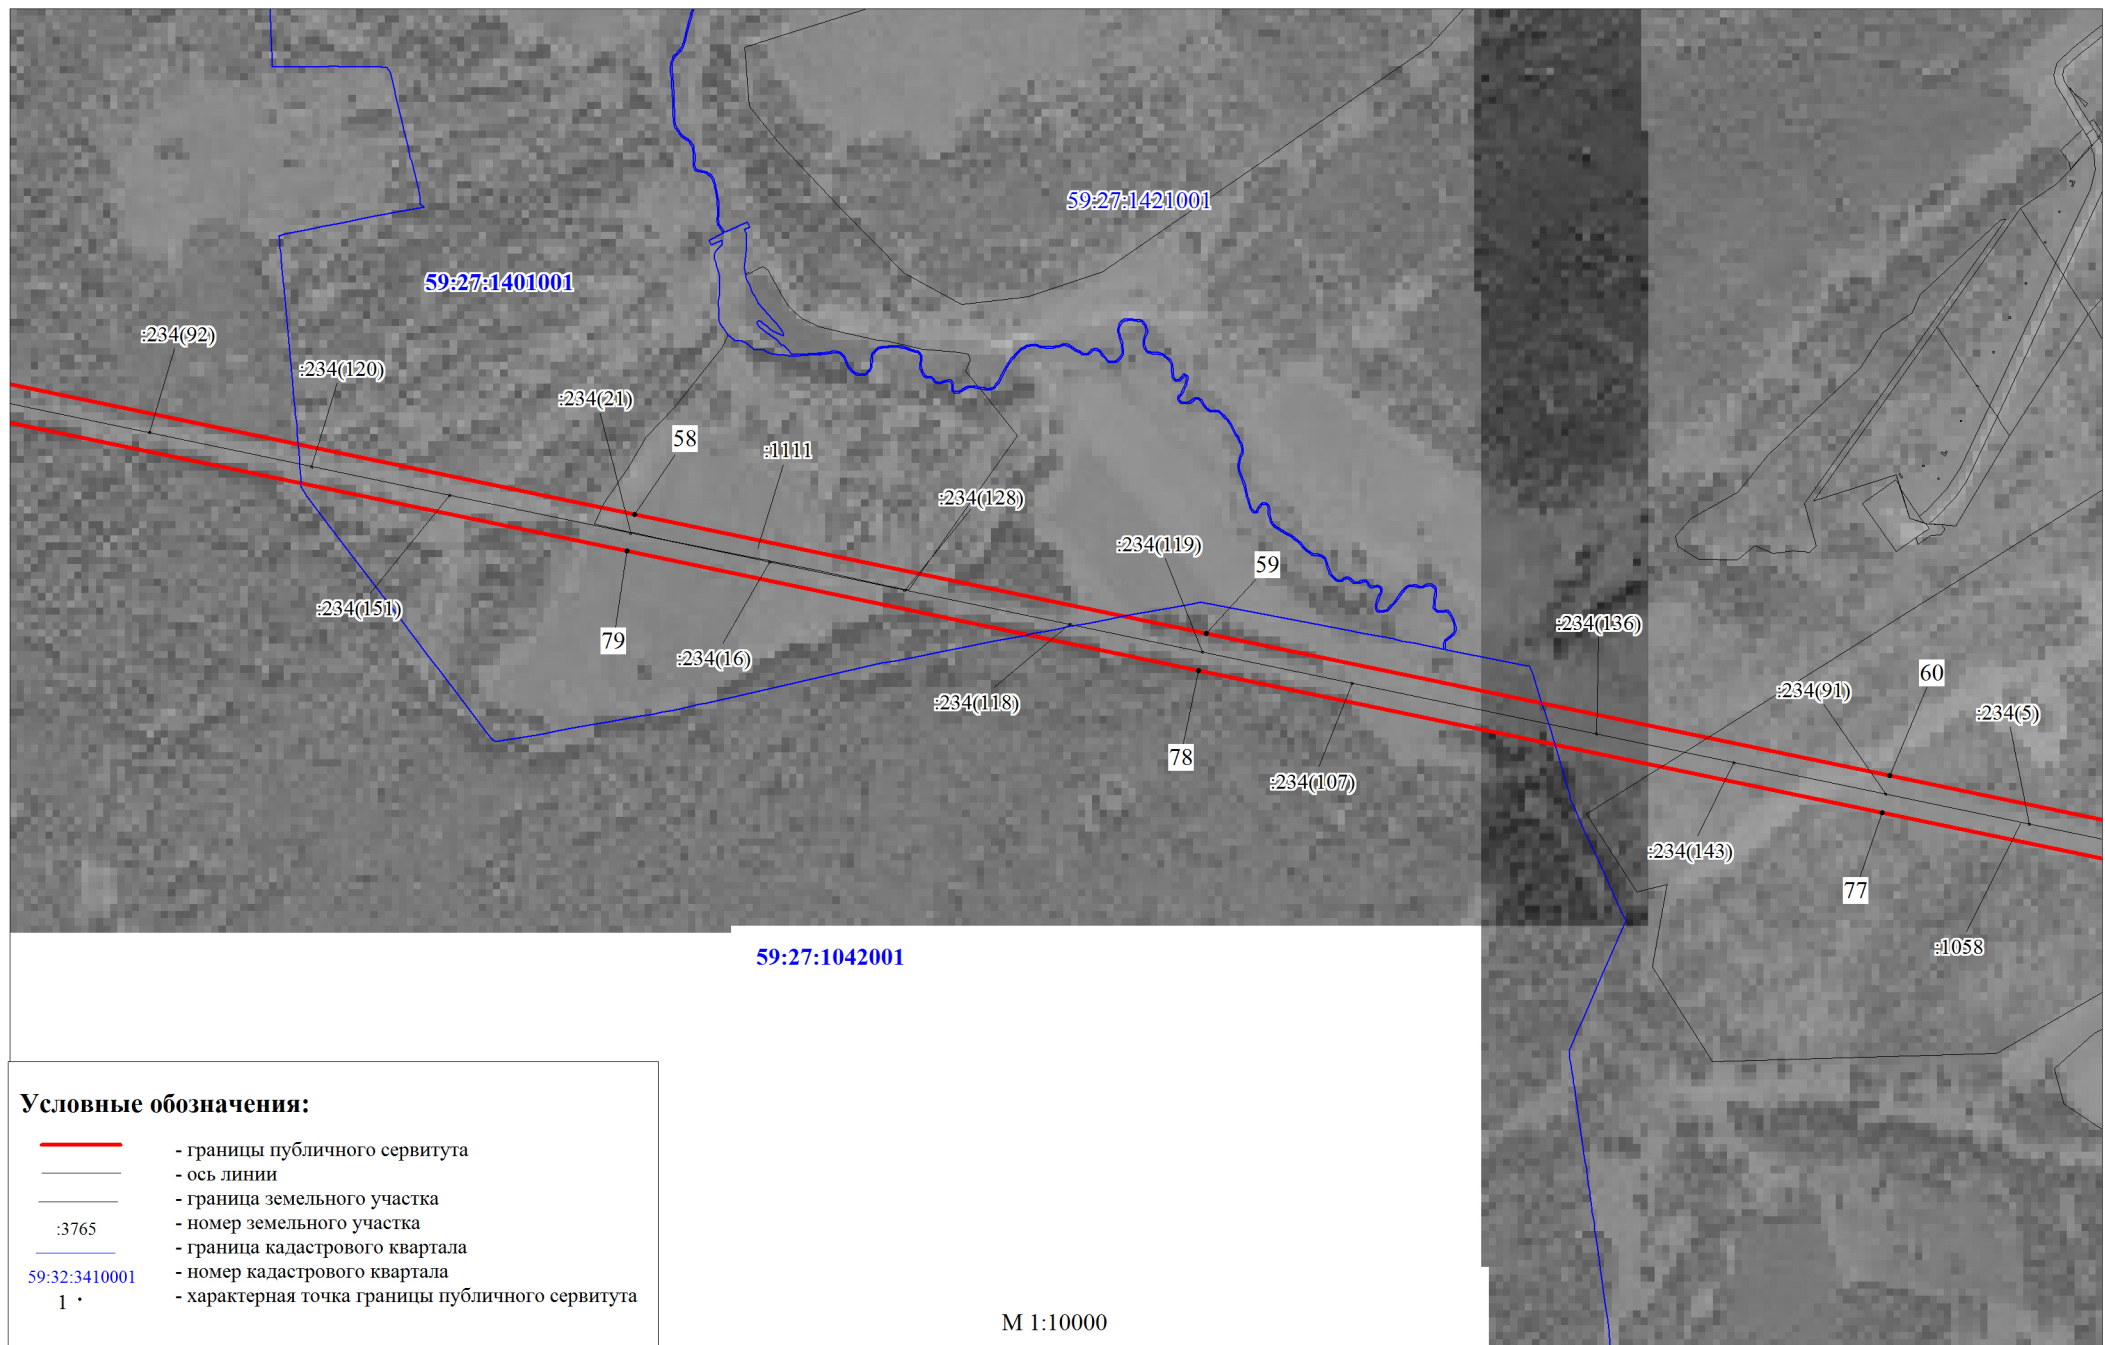 59:27:1421001
59:27:1401001
:234(92)
:234(120)
:234(21)
58
:1111
:234(128)
:234(119)
59
:234(151)
79
:234(16)
:234(118)
78
:234(107)
:234(136)
:234(91)
60
:234(5)
:234(143)
77
:1058
59:27:1042001
Условные обозначения:
- границы публичного сервитута
- ось линии
- граница земельного участка
:3765 - номер земельного участка
- граница кадастрового квартала
59:32:3410001 - номер кадастрового квартала
1 - характерная точка границы публичного сервитута
М 1:10000